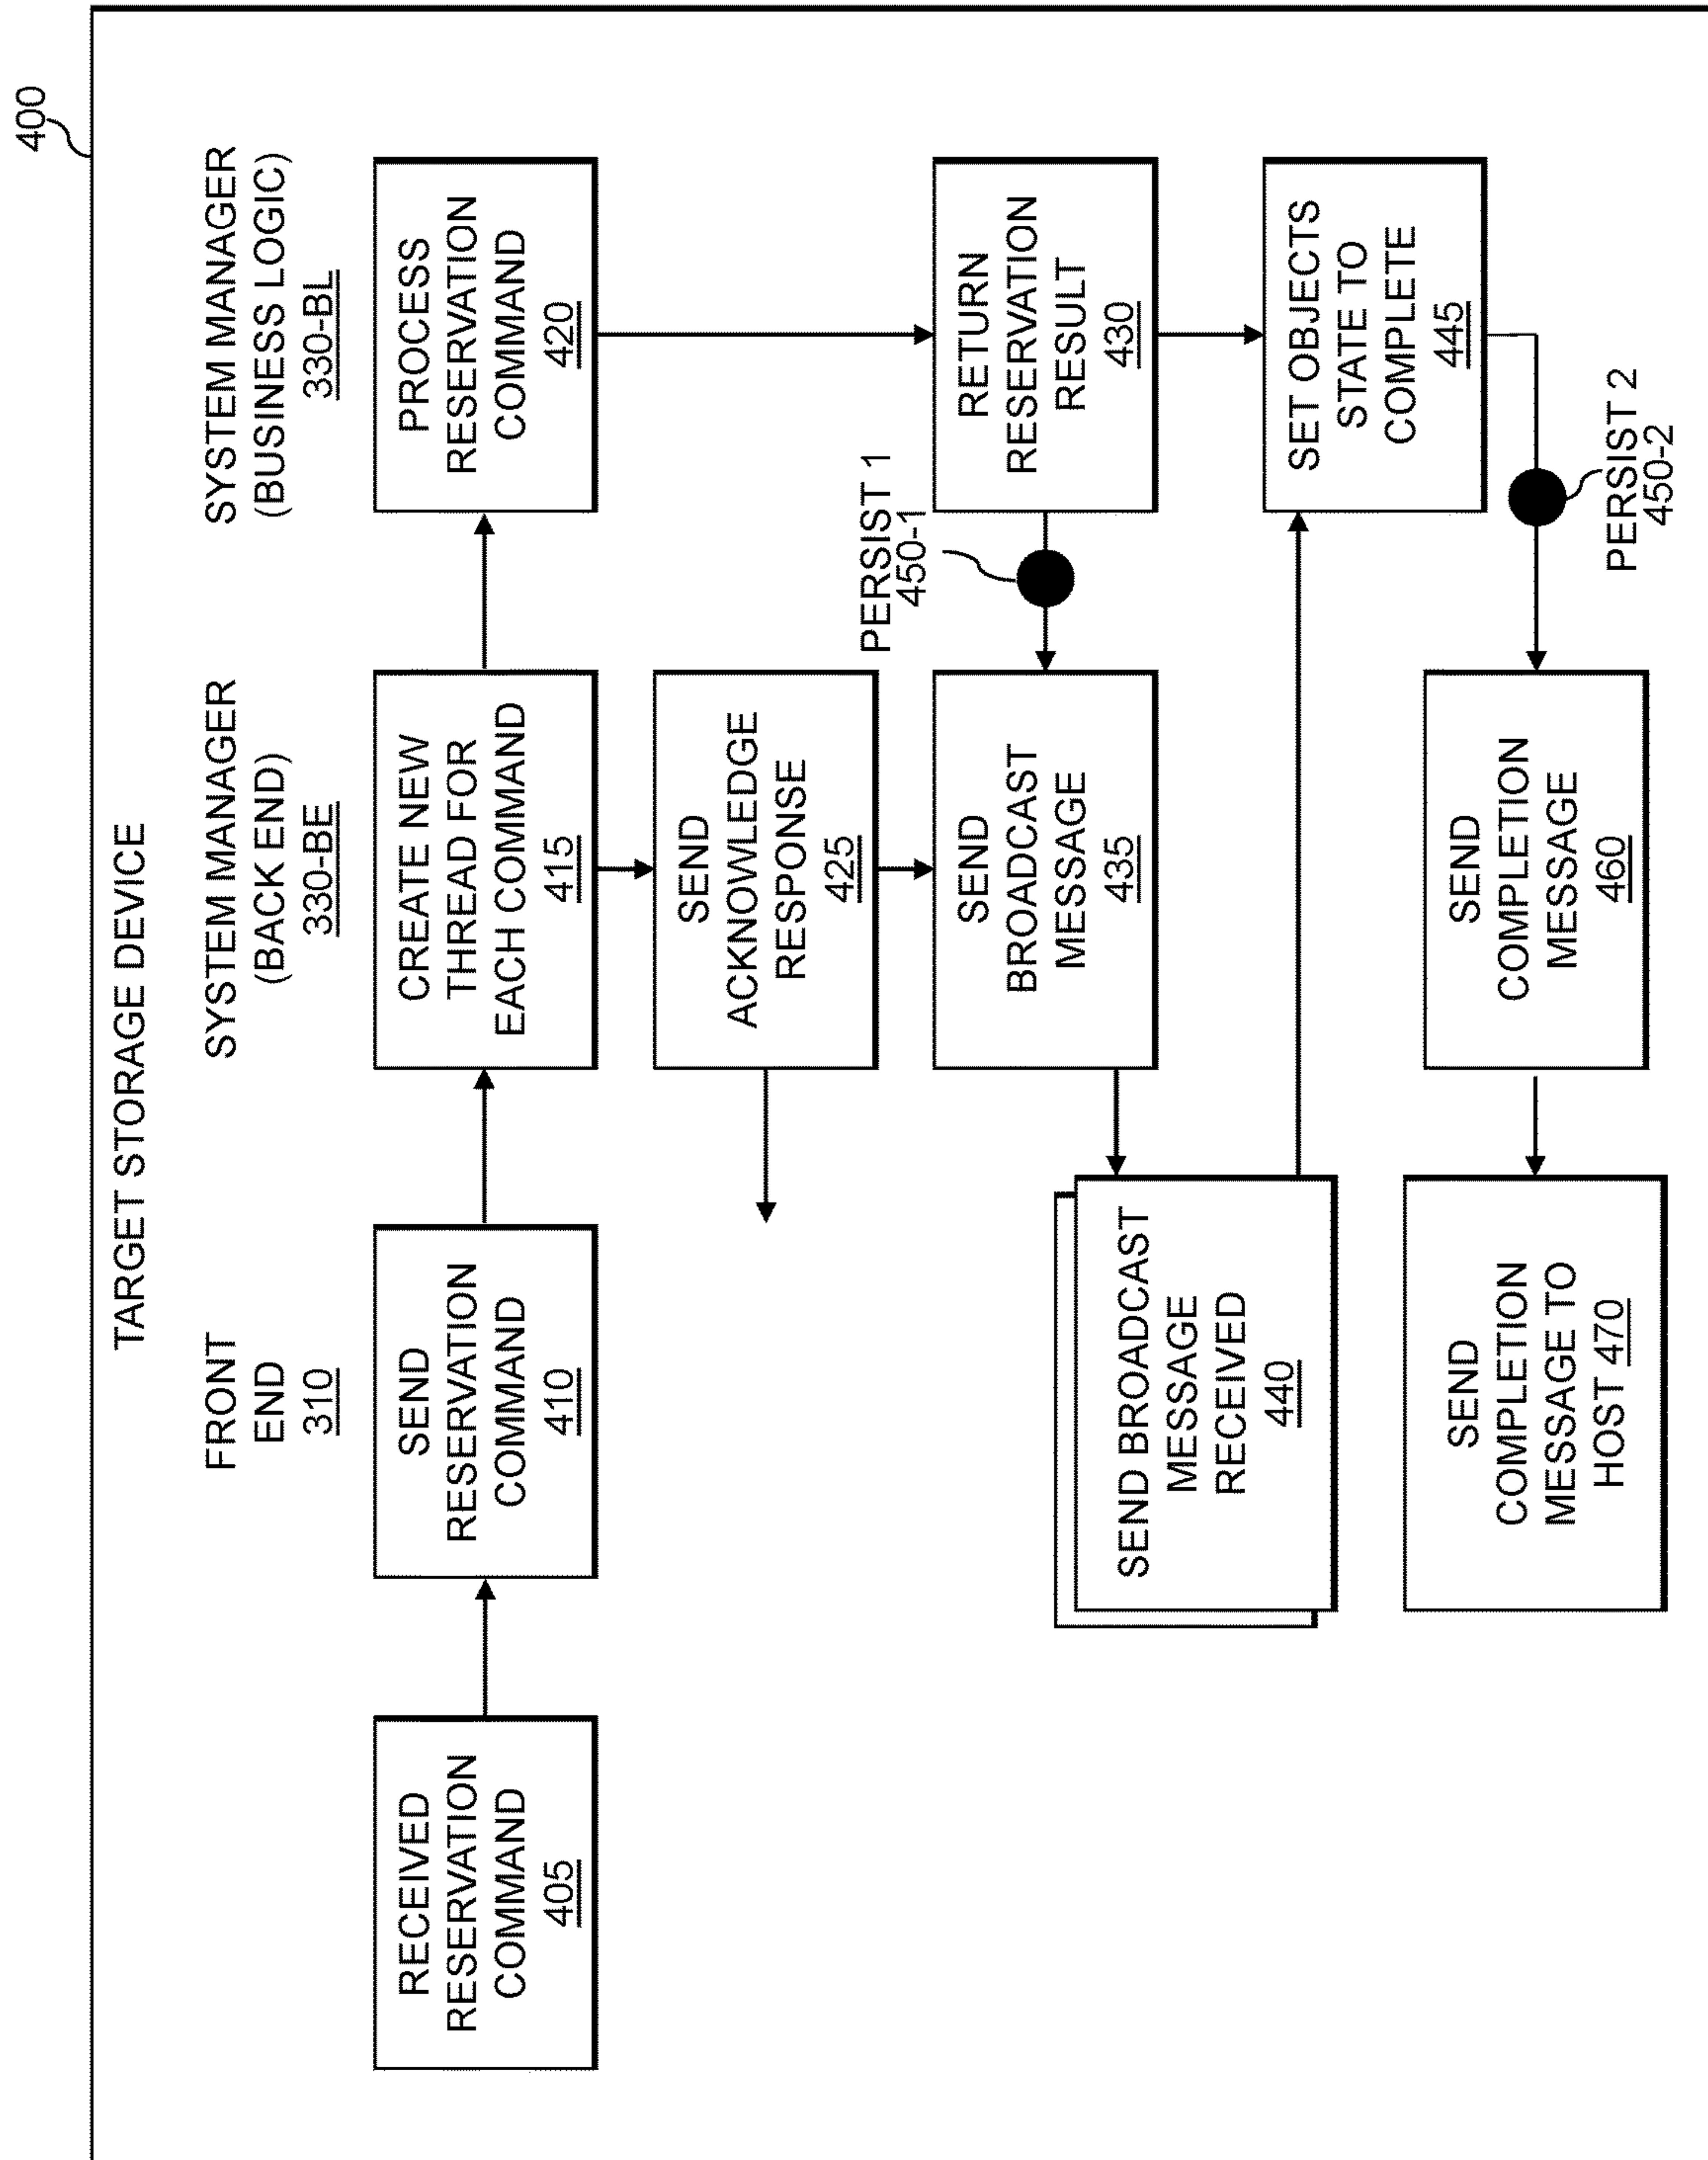 400
TARGET STORAGE DEVICE
FRONT
END
310
SYSTEM MANAGER
(BACK END)
330-BE
SYSTEM MANAGER
(BUSINESS LOGIC)
330-BL
RECEIVED
RESERVATION
COMMAND
405
SEND
RESERVATION
COMMAND
410
CREATE NEW
THREAD FOR
EACH COMMAND
415
PROCESS
RESERVATION
COMMAND
420
SEND
ACKNOWLEDGE
RESPONSE
425
PERSIST 1
450-1
SEND
BROADCAST
MESSAGE
435
RETURN
RESERVATION
RESULT
430
SEND BROADCAST
MESSAGE
RECEIVED
440
SET OBJECTS
STATE TO
COMPLETE
445
SEND
COMPLETION
MESSAGE TO
HOST 470
SEND
COMPLETION
MESSAGE
460
PERSIST 2
450-2